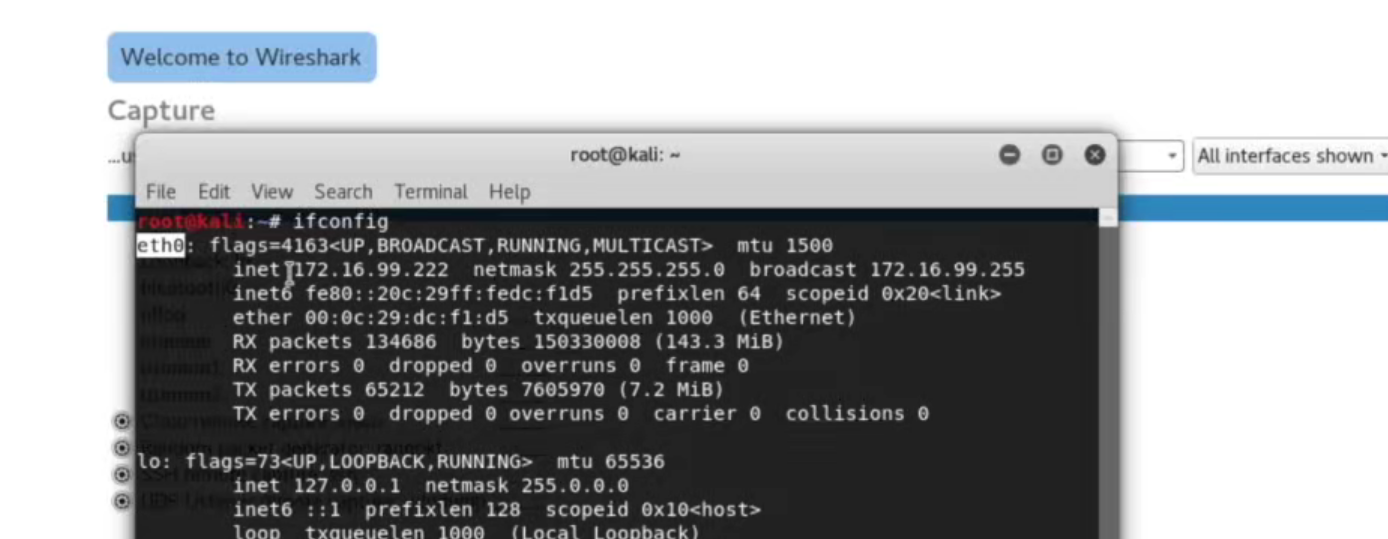 Welcome to Wireshark
Capture
...u
root@kali: ~
All interfaces shown
File Edit View Search Terminal Help
root@kali:~# ifconfig
eth0: flags=4163<UP,BROADCAST,RUNNING,MULTICAST>  mtu 1500
        inet 172.16.99.222  netmask 255.255.255.0  broadcast 172.16.99.255
        inet6 fe80::20c:29ff:fedc:f1d5  prefixlen 64  scopeid 0x20<link>
        ether 00:0c:29:dc:f1:d5  txqueuelen 1000  (Ethernet)
        RX packets 134686  bytes 150330008 (143.3 MiB)
        RX errors 0  dropped 0  overruns 0  frame 0
        TX packets 65212  bytes 7605970 (7.2 MiB)
        TX errors 0  dropped 0 overruns 0  carrier 0  collisions 0
lo: flags=73<UP,LOOPBACK,RUNNING>  mtu 65536
        inet 127.0.0.1  netmask 255.0.0.0
        inet6 ::1  prefixlen 128  scopeid 0x10<host>
        loop  txqueuelen 1000  (Local Loopback)